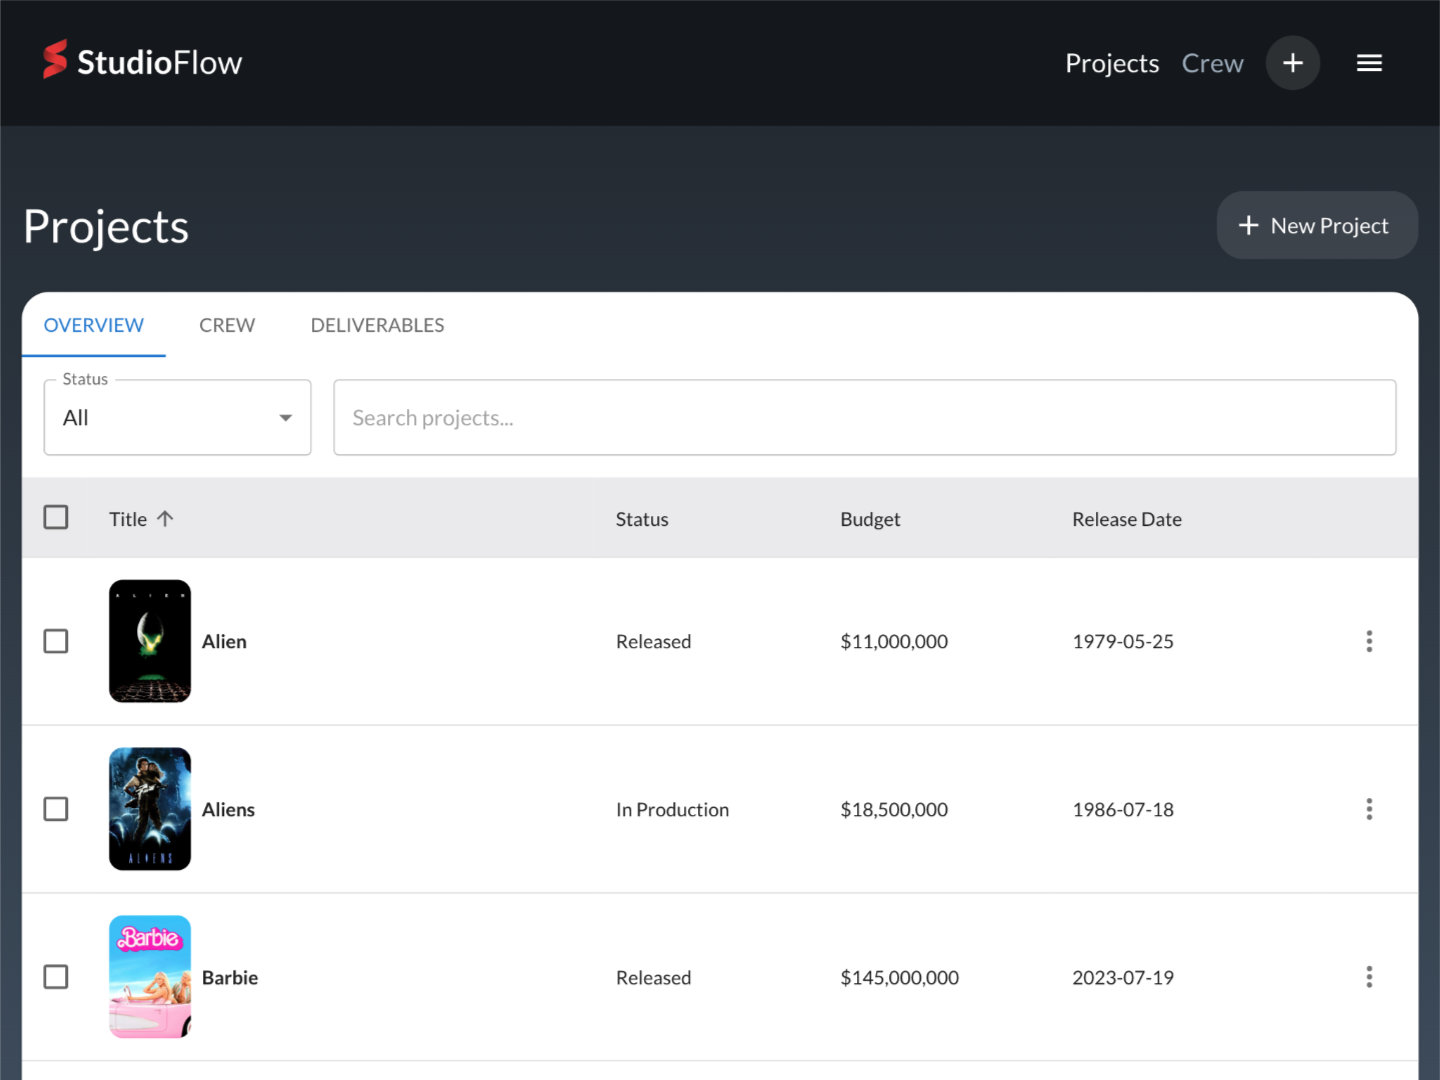 StudioFlow
Projects Crew
Projects
New Project
OVERVIEW CREW DELIVERABLES
Status
All
Search projects...
Title Status Budget Release Date
ALIEN
Alien Released $11,000,000 1979-05-25
Aliens In Production $18,500,000 1986-07-18
ALIENS
Barbie
Barbie Released $145,000,000 2023-07-19